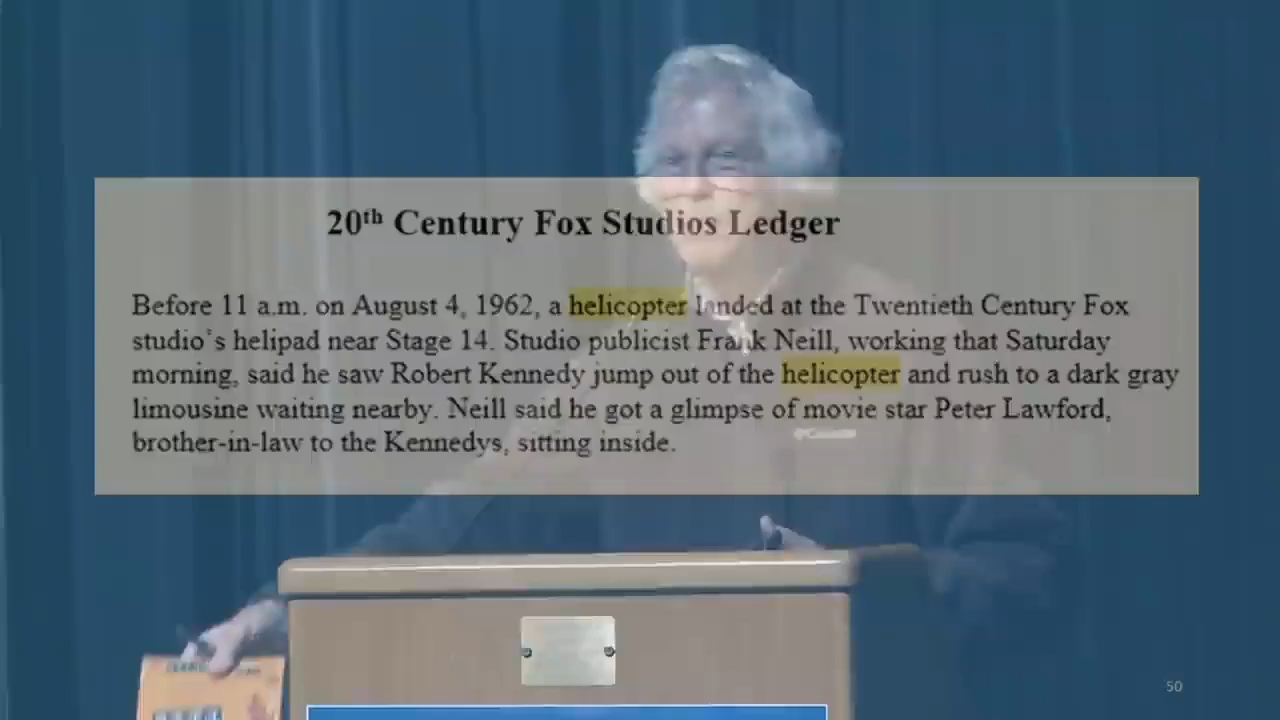 20th Century Fox Studios Ledger
Before 11 a.m. on August 4, 1962, a helicopter landed at the Twentieth Century Fox
studio's helipad near Stage 14. Studio publicist Frank Neill, working that Saturday
morning, said he saw Robert Kennedy jump out of the helicopter and rush to a dark gray
limousine waiting nearby. Neill said he got a glimpse of movie star Peter Lawford,
brother-in-law to the Kennedys, sitting inside.
50